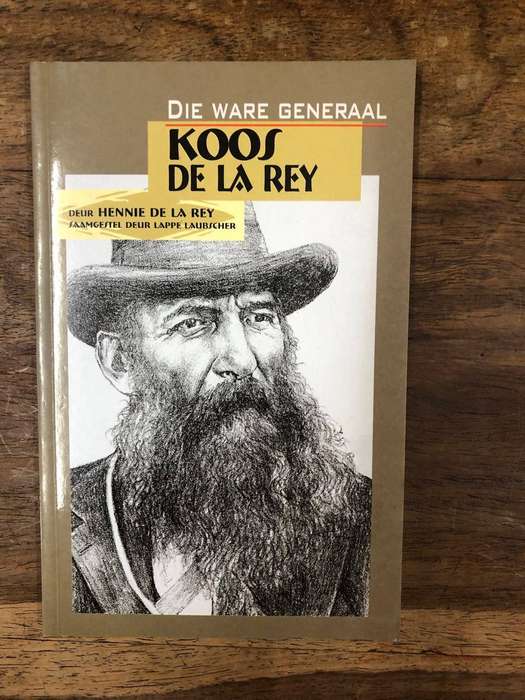 DIE WARE GENERAAL
KOOS
DE LA REY
DEUR HENNIE DE LA REY
SAAMGESTEL DEUR LAPPE LAUBSCHER